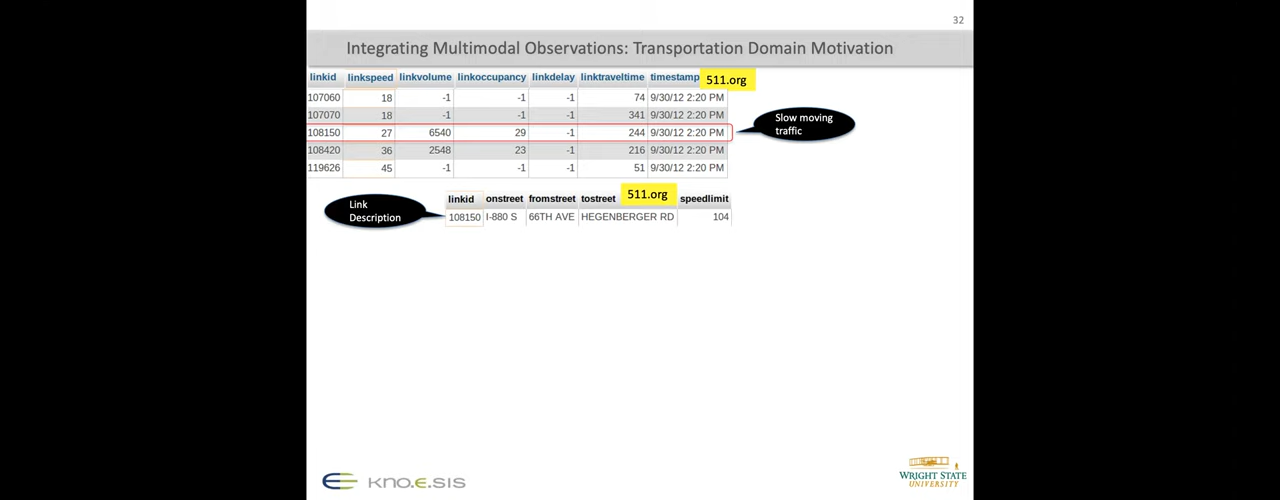 32
Integrating Multimodal Observations: Transportation Domain Motivation
linkid linkspeed linkvolume linkoccupancy linkdelay linktraveltime timestamp 511.org
107060 18 -1 -1 -1 74 9/30/12 2:20 PM
107070 18 -1 -1 -1 341 9/30/12 2:20 PM
108150 27 6540 29 -1 244 9/30/12 2:20 PM
108420 36 2548 23 -1 216 9/30/12 2:20 PM
119626 45 -1 -1 -1 51 9/30/12 2:20 PM
Slow moving
traffic
Link
Description
linkid onstreet fromstreet tostreet 511.org speedlimit
108150 I-880 S 66TH AVE HEGENBERGER RD 104
kno.e.sis
WRIGHT STATE
UNIVERSITY